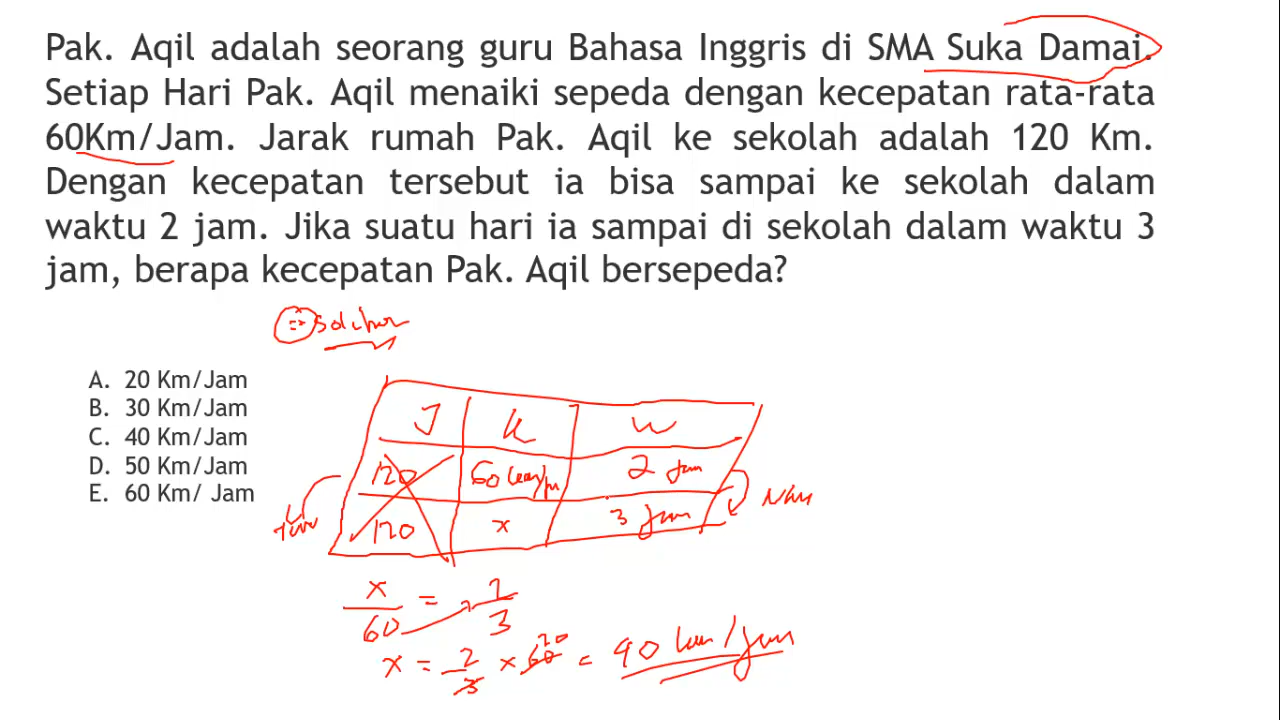 Pak. Aqil adalah seorang guru Bahasa Inggris di SMA Suka Damai.
Setiap Hari Pak. Aqil menaiki sepeda dengan kecepatan rata-rata
60Km/Jam. Jarak rumah Pak. Aqil ke sekolah adalah 120 Km.
Dengan kecepatan tersebut ia bisa sampai ke sekolah dalam
waktu 2 jam. Jika suatu hari ia sampai di sekolah dalam waktu 3
jam, berapa kecepatan Pak. Aqil bersepeda?
A. 20 Km/Jam
B. 30 Km/Jam
C. 40 Km/Jam
D. 50 Km/Jam
E. 60 Km/ Jam
J K W
120 60 2 jam
120 x 3 jam
x/60 = 2/3
x = 2/3 × 60 20 = 40 km/jam